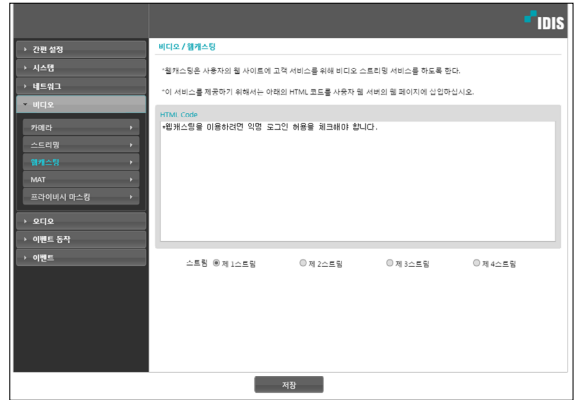 IDIS
간편 설정
시스템
네트워크
비디오
카메라
스트리밍
웹캐스팅
MAT
프라이버시 마스킹
오디오
이벤트 동작
이벤트
비디오 / 웹캐스팅
*웹캐스팅은 사용자의 웹 사이트에 고객 서비스를 위해 비디오 스트리밍 서비스를 하도록 한다.
*이 서비스를 제공하기 위해서는 아래의 HTML 코드를 사용자 웹 서버의 웹 페이지에 삽입하십시오.
HTML Code
*웹캐스팅을 이용하려면 익명 로그인 허용을 체크해야 합니다.
스트림 제 1스트림 제 2스트림 제 3스트림 제 4스트림
저장